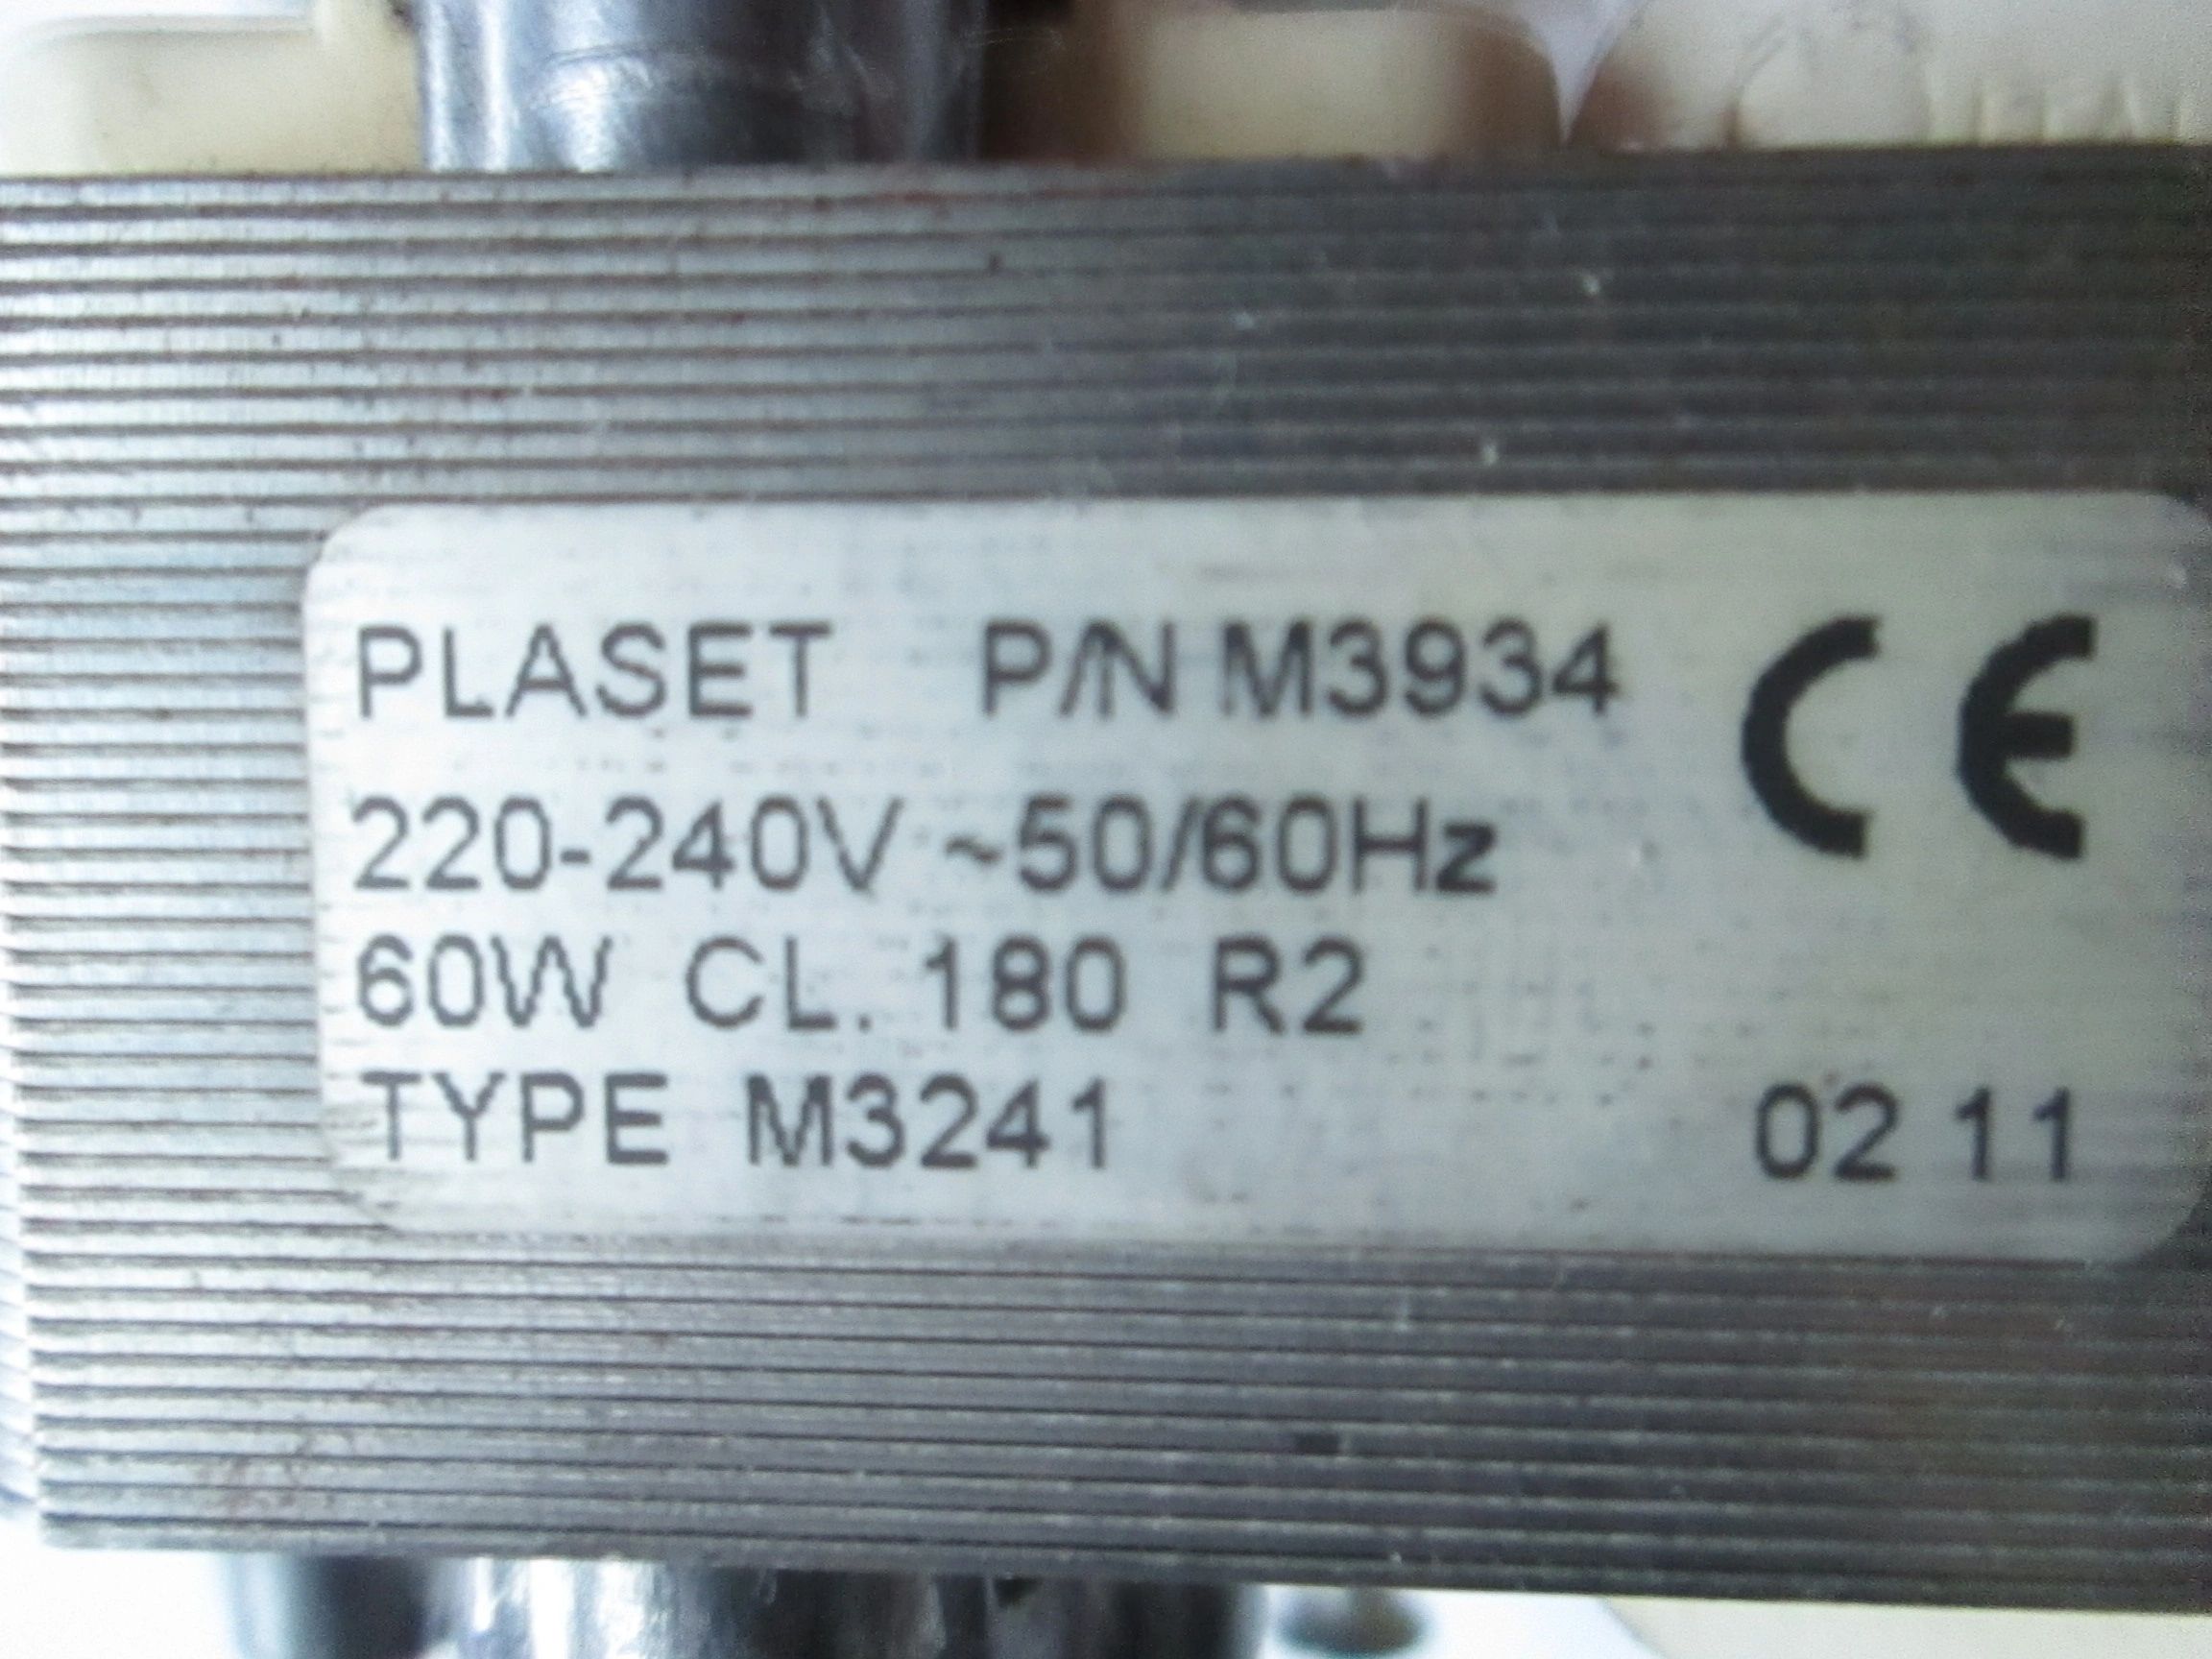 PLASET P/N M3934 CE
220-240V ~50/60Hz
60W CL. 180 R2
TYPE M3241 02 11